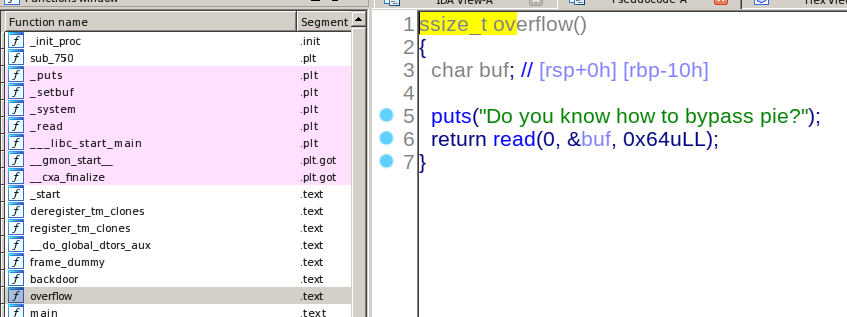 Functions window
Function name Segment
_init_proc .init
sub_750 .plt
_puts .plt
_setbuf .plt
_system .plt
_read .plt
___libc_start_main .plt
__gmon_start__ .plt.got
__cxa_finalize .plt.got
_start .text
deregister_tm_clones .text
register_tm_clones .text
__do_global_dtors_aux .text
frame_dummy .text
backdoor .text
overflow .text
main .text
IDA View-A Pseudocode-A Hex View
1 ssize_t overflow()
2 {
3 char buf; // [rsp+0h] [rbp-10h]
4
5 puts("Do you know how to bypass pie?");
6 return read(0, &buf, 0x64uLL);
7 }